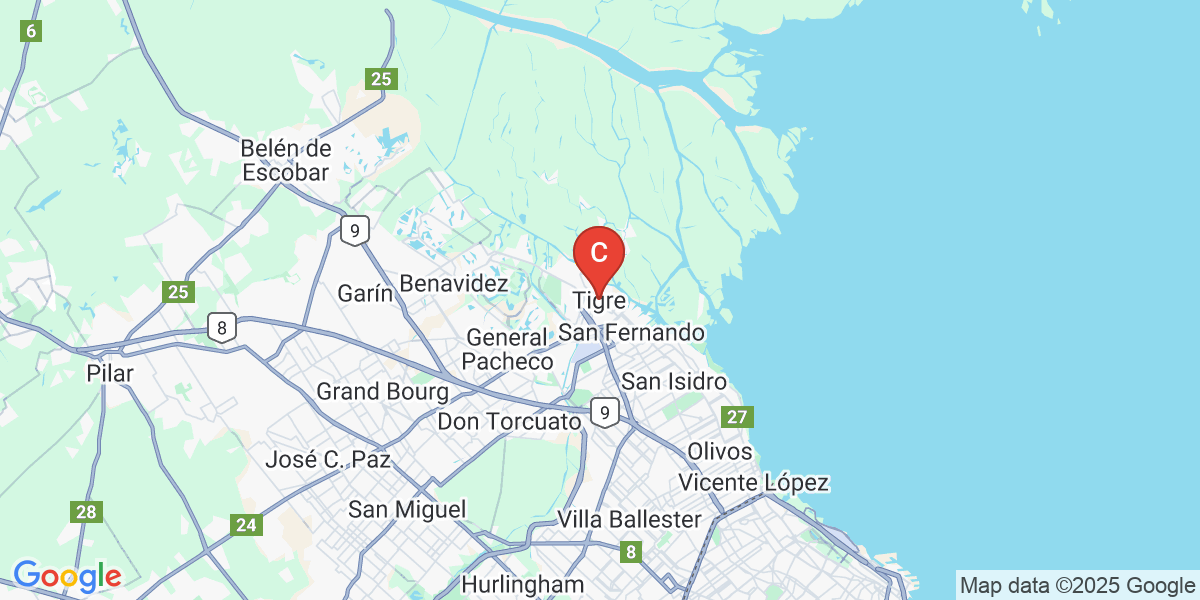 6
25
Belén de
Escobar
9
C
25
Garín
Benavidez
Tigre
8
General
Pacheco
San Fernando
Pilar
Grand Bourg
San Isidro
Don Torcuato
9
27
José C. Paz
Olivos
Vicente López
28
24
San Miguel
Villa Ballester
8
Hurlingham
Google
Map data ©2025 Google